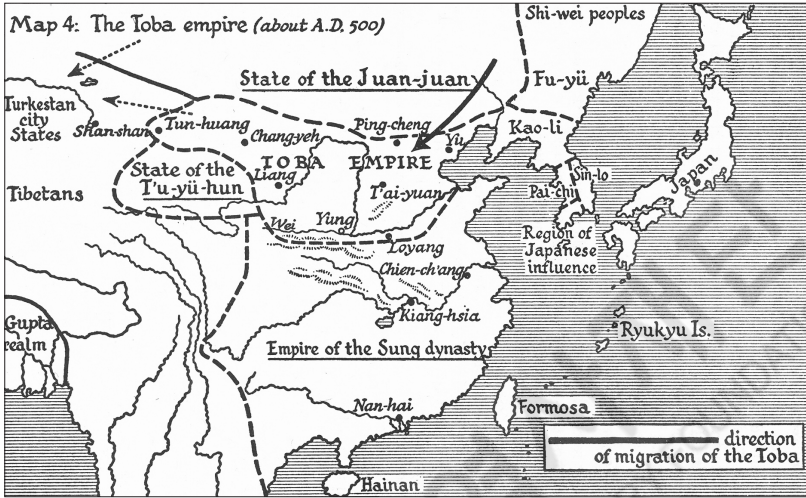 Map 4: The Toba empire (about A.D. 500)
Shi-wei peoples
State of the Juan-juan
Fu-yü
Turkestan
city
States
Shan-shan
Tun-huang
Chang-yeh
Ping-cheng
Yu
Kao-li
TOBA EMPIRE
State of the
T'u-yü-hun
Liang
T'ai-yuan
Sin-lo
Pai-chi
Japan
Tibetans
Wei
Yung
Loyang
Region of
Japanese
influence
Chien-ch'ang
Kiang-hsia
Gupta
realm
Ryukyu Is.
Empire of the Sung dynasty
Nan-hai
Formosa
Hainan
direction
of migration of the Toba